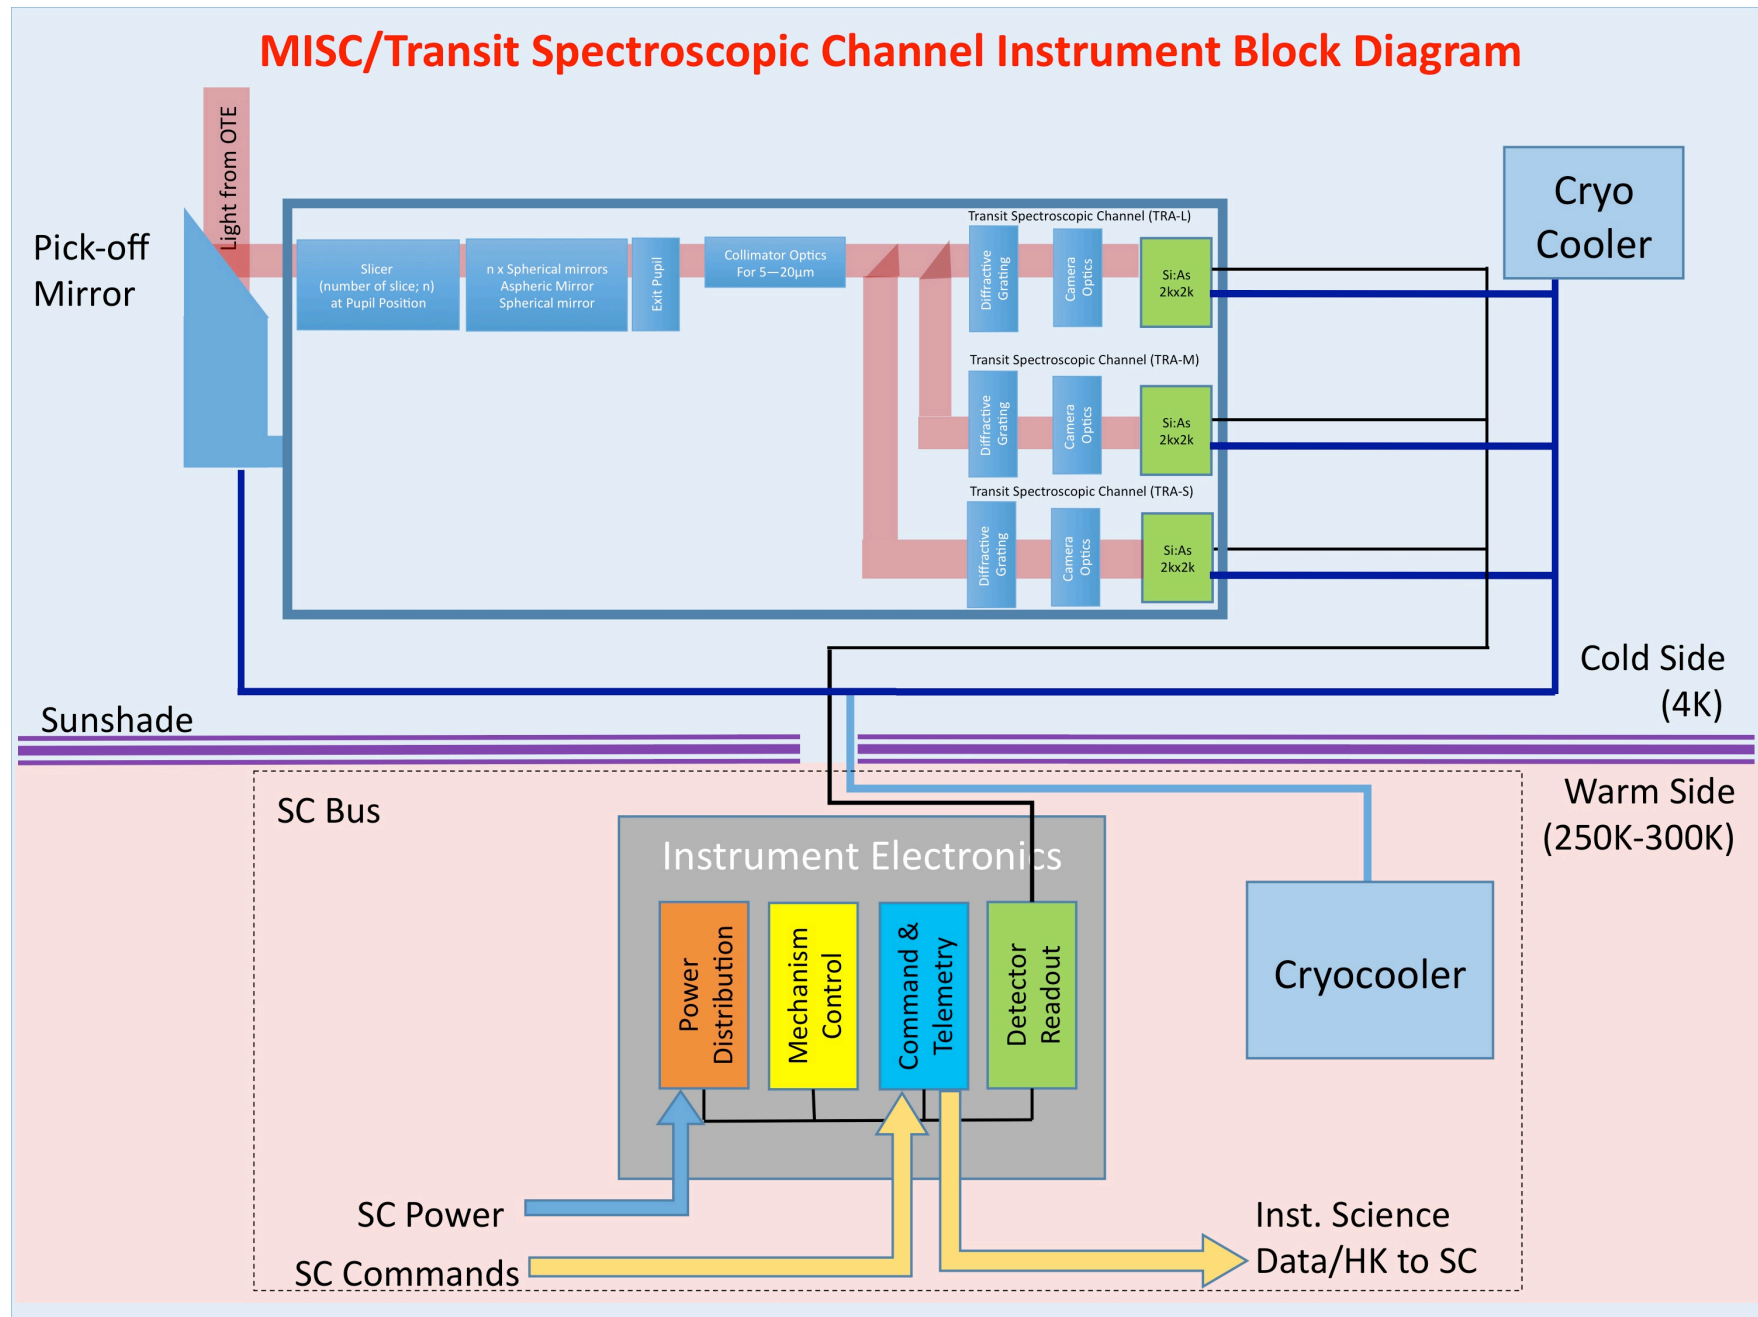 MISC/Transit Spectroscopic Channel Instrument Block Diagram
Light from OTE
Pick-off
Mirror
Slicer
(number of slice; n)
at Pupil Position
n x Spherical mirrors
Aspheric Mirror
Spherical mirror
Exit Pupil
Collimator Optics
For 5—20μm
Transit Spectroscopic Channel (TRA-L)
Diffractive
Grating
Camera
Optics
Si:As
2kx2k
Cryo
Cooler
Transit Spectroscopic Channel (TRA-M)
Diffractive
Grating
Camera
Optics
Si:As
2kx2k
Transit Spectroscopic Channel (TRA-S)
Diffractive
Grating
Camera
Optics
Si:As
2kx2k
Cold Side
(4K)
Sunshade
Warm Side
(250K-300K)
SC Bus
Instrument Electronics
Power
Distribution
Mechanism
Control
Command &
Telemetry
Detector
Readout
Cryocooler
SC Power
SC Commands
Inst. Science
Data/HK to SC